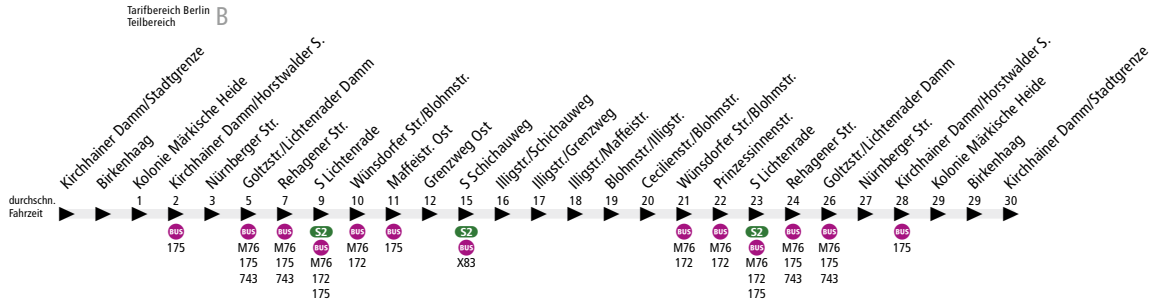 Tarifbereich Berlin
Teilbereich
B
Kirchhainer Damm/Stadtgrenze
Birkenhaag
Kolonie Märkische Heide
Kirchhainer Damm/Horstwalder S.
Nürnberger Str.
Goltzstr./Lichtenrader Damm
Rehagener Str.
S Lichtenrade
Wünsdorfer Str./Blohmstr.
Maffeistr. Ost
Grenzweg Ost
S Schichauweg
Illigstr./Schichauweg
Illigstr./Grenzweg
Illigstr./Maffeistr.
Blohmstr./Illigstr.
Cecilienstr./Blohmstr.
Wünsdorfer Str./Blohmstr.
Prinzessinnenstr.
S Lichtenrade
Rehagener Str.
Goltzstr./Lichtenrader Damm
Nürnberger Str.
Kirchhainer Damm/Horstwalder S.
Kolonie Märkische Heide
Birkenhaag
Kirchhainer Damm/Stadtgrenze
durchschn. 1 2 3 5 7 9 10 11 12 15 16 17 18 19 20 21 22 23 24 26 27 28 29 29 30
Fahrzeit
BUS BUS BUS S2 BUS BUS S2 BUS BUS S2 BUS BUS BUS
175 M76 M76 BUS M76 175 BUS M76 M76 BUS M76 M76 175
175 175 M76 172 X83 172 172 M76 175 175
743 743 172 172 743 743
175 175